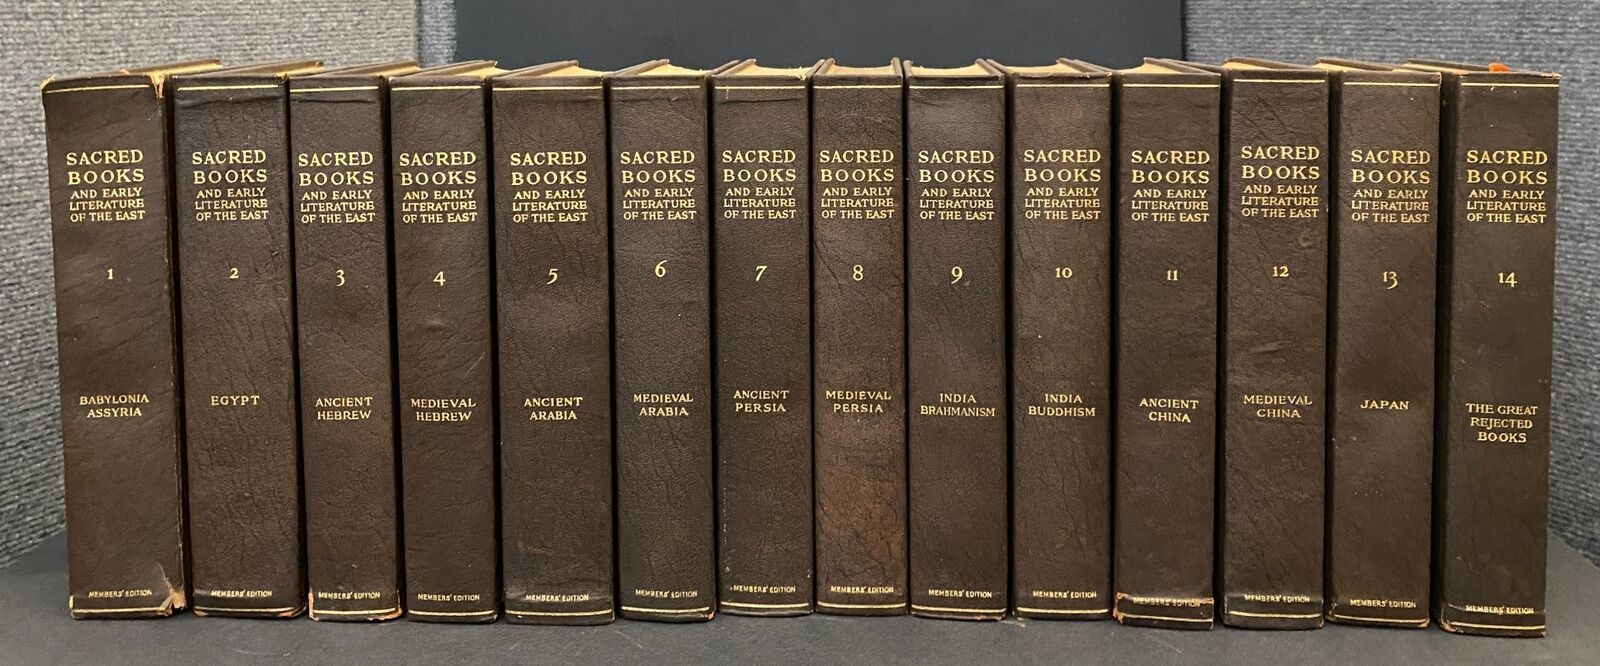 SACRED
BOOKS
AND EARLY
LITERATURE
OF THE EAST
1
BABYLONIA
ASSYRIA
MEMBERS' EDITION
SACRED
BOOKS
AND EARLY
LITERATURE
OF THE EAST
2
EGYPT
MEMBERS' EDITION
SACRED
BOOKS
AND EARLY
LITERATURE
OF THE EAST
3
ANCIENT
HEBREW
MEMBERS' EDITION
SACRED
BOOKS
AND EARLY
LITERATURE
OF THE EAST
4
MEDIEVAL
HEBREW
MEMBERS' EDITION
SACRED
BOOKS
AND EARLY
LITERATURE
OF THE EAST
5
ANCIENT
ARABIA
MEMBERS' EDITION
SACRED
BOOKS
AND EARLY
LITERATURE
OF THE EAST
6
MEDIEVAL
ARABIA
MEMBERS' EDITION
SACRED
BOOKS
AND EARLY
LITERATURE
OF THE EAST
7
ANCIENT
PERSIA
MEMBERS' EDITION
SACRED
BOOKS
AND EARLY
LITERATURE
OF THE EAST
8
MEDIEVAL
PERSIA
MEMBERS' EDITION
SACRED
BOOKS
AND EARLY
LITERATURE
OF THE EAST
9
INDIA
BRAHMANISM
MEMBERS' EDITION
SACRED
BOOKS
AND EARLY
LITERATURE
OF THE EAST
10
INDIA
BUDDHISM
MEMBERS' EDITION
SACRED
BOOKS
AND EARLY
LITERATURE
OF THE EAST
11
ANCIENT
CHINA
MEMBERS' EDITION
SACRED
BOOKS
AND EARLY
LITERATURE
OF THE EAST
12
MEDIEVAL
CHINA
MEMBERS' EDITION
SACRED
BOOKS
AND EARLY
LITERATURE
OF THE EAST
13
JAPAN
MEMBERS' EDITION
SACRED
BOOKS
AND EARLY
LITERATURE
OF THE EAST
14
THE GREAT
REJECTED
BOOKS
MEMBERS' EDITION